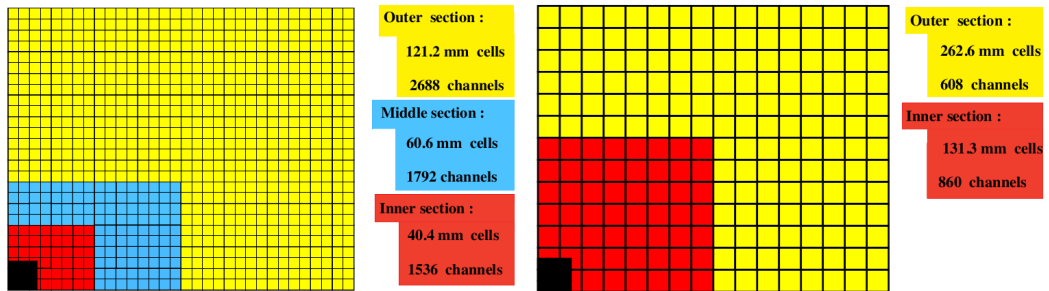 Outer section :
121.2 mm cells
2688 channels
Middle section :
60.6 mm cells
1792 channels
Inner section :
40.4 mm cells
1536 channels
Outer section :
262.6 mm cells
608 channels
Inner section :
131.3 mm cells
860 channels